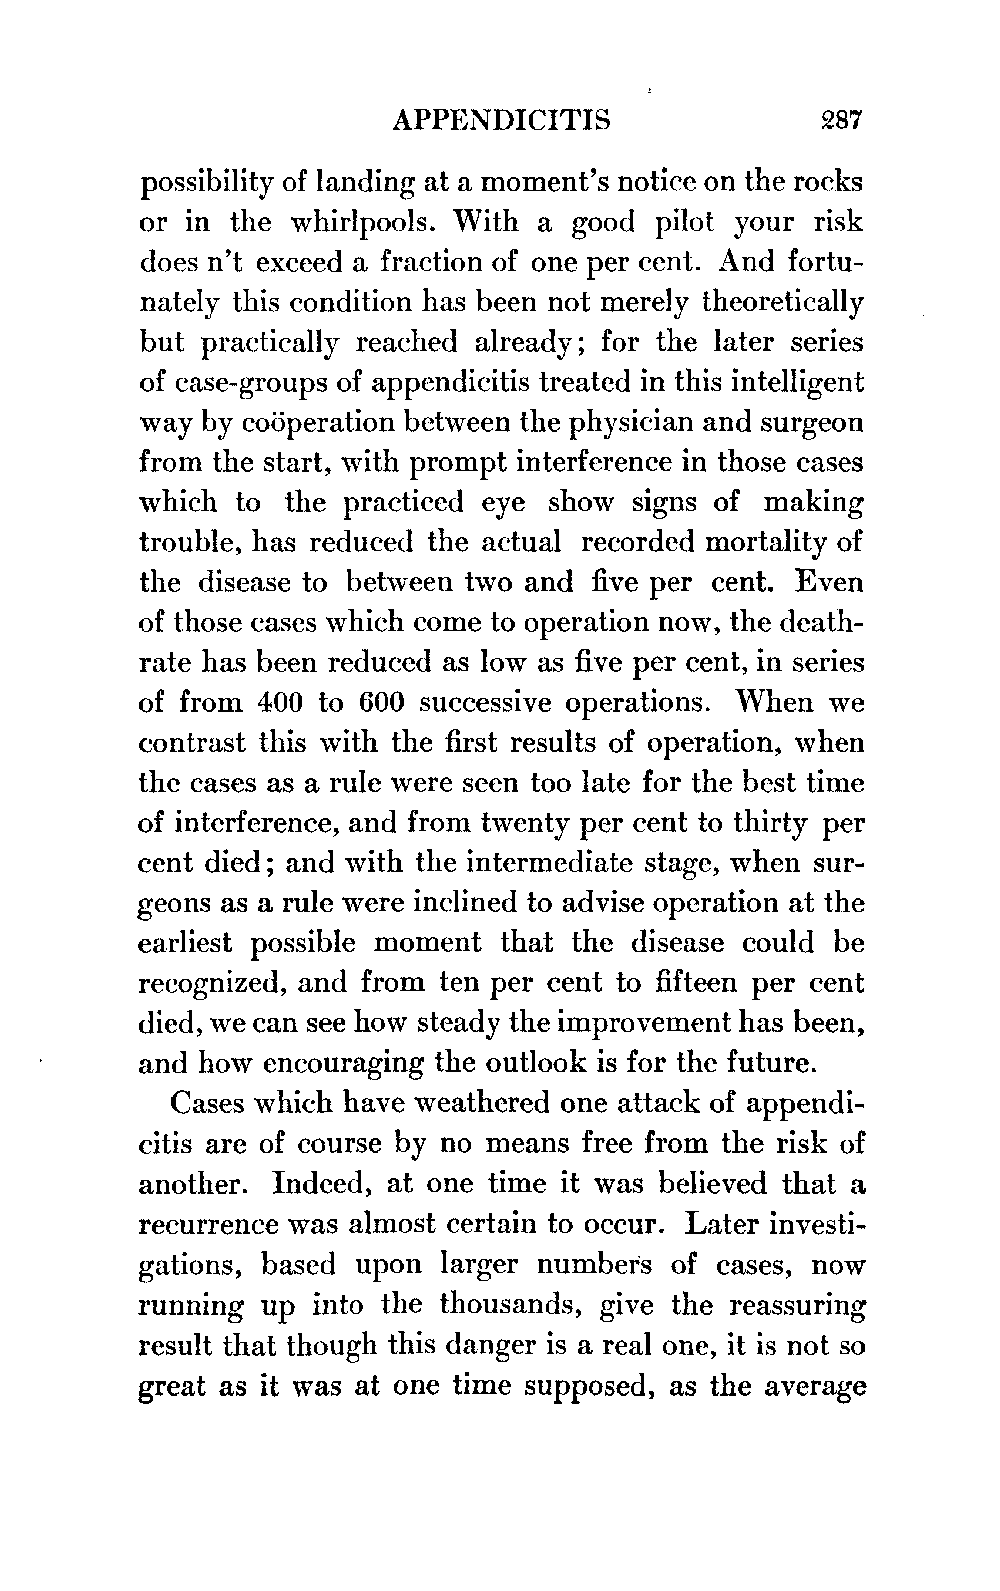 APPENDICITIS 287
possibility of landing at a moment's notice on the rocks
or in the whirlpools. With a good pilot your risk
does n't exceed a fraction of one per cent. And fortu-
nately this condition has been not merely theoretically
but practically reached already; for the later series
of case-groups of appendicitis treated in this intelligent
way by coöperation between the physician and surgeon
from the start, with prompt interference in those cases
which to the practiced eye show signs of making
trouble, has reduced the actual recorded mortality of
the disease to between two and five per cent. Even
of those cases which come to operation now, the death-
rate has been reduced as low as five per cent, in series
of from 400 to 600 successive operations. When we
contrast this with the first results of operation, when
the cases as a rule were seen too late for the best time
of interference, and from twenty per cent to thirty per
cent died; and with the intermediate stage, when sur-
geons as a rule were inclined to advise operation at the
earliest possible moment that the disease could be
recognized, and from ten per cent to fifteen per cent
died, we can see how steady the improvement has been,
and how encouraging the outlook is for the future.
Cases which have weathered one attack of appendi-
citis are of course by no means free from the risk of
another. Indeed, at one time it was believed that a
recurrence was almost certain to occur. Later investi-
gations, based upon larger numbers of cases, now
running up into the thousands, give the reassuring
result that though this danger is a real one, it is not so
great as it was at one time supposed, as the average